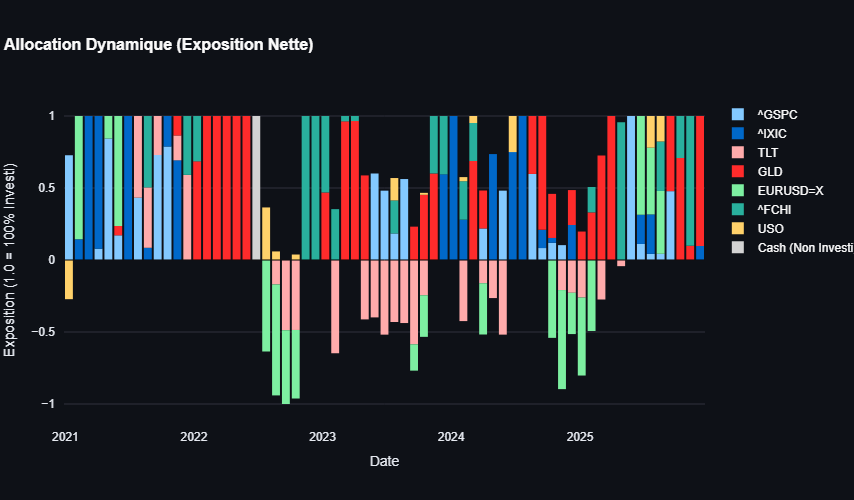 Allocation Dynamique (Exposition Nette)
Exposition (1.0 = 100% Investi)
1
0.5
0
−0.5
−1
2021
2022
2023
2024
2025
Date
^GSPC
^IXIC
TLT
GLD
EURUSD=X
^FCHI
USO
Cash (Non Investi